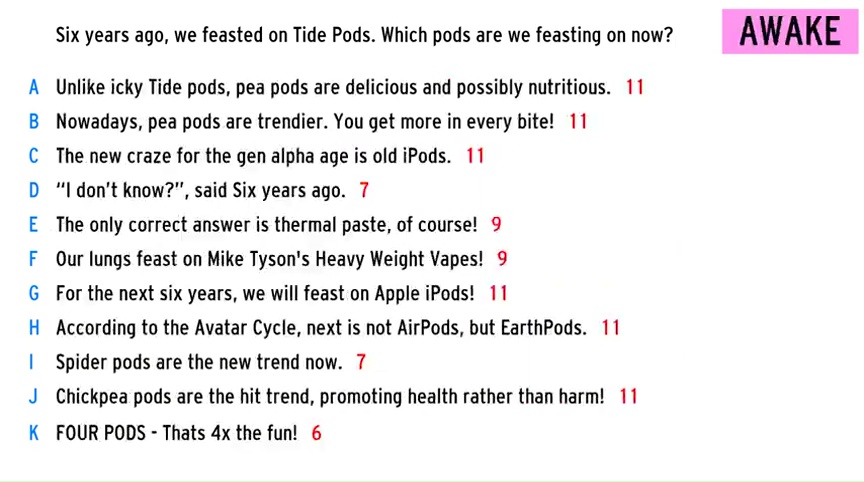 Six years ago, we feasted on Tide Pods. Which pods are we feasting on now?
AWAKE
A Unlike icky Tide pods, pea pods are delicious and possibly nutritious. 11
B Nowadays, pea pods are trendier. You get more in every bite! 11
C The new craze for the gen alpha age is old iPods. 11
D “I don't know?”, said Six years ago. 7
E The only correct answer is thermal paste, of course! 9
F Our lungs feast on Mike Tyson's Heavy Weight Vapes! 9
G For the next six years, we will feast on Apple iPods! 11
H According to the Avatar Cycle, next is not AirPods, but EarthPods. 11
I Spider pods are the new trend now. 7
J Chickpea pods are the hit trend, promoting health rather than harm! 11
K FOUR PODS - Thats 4x the fun! 6